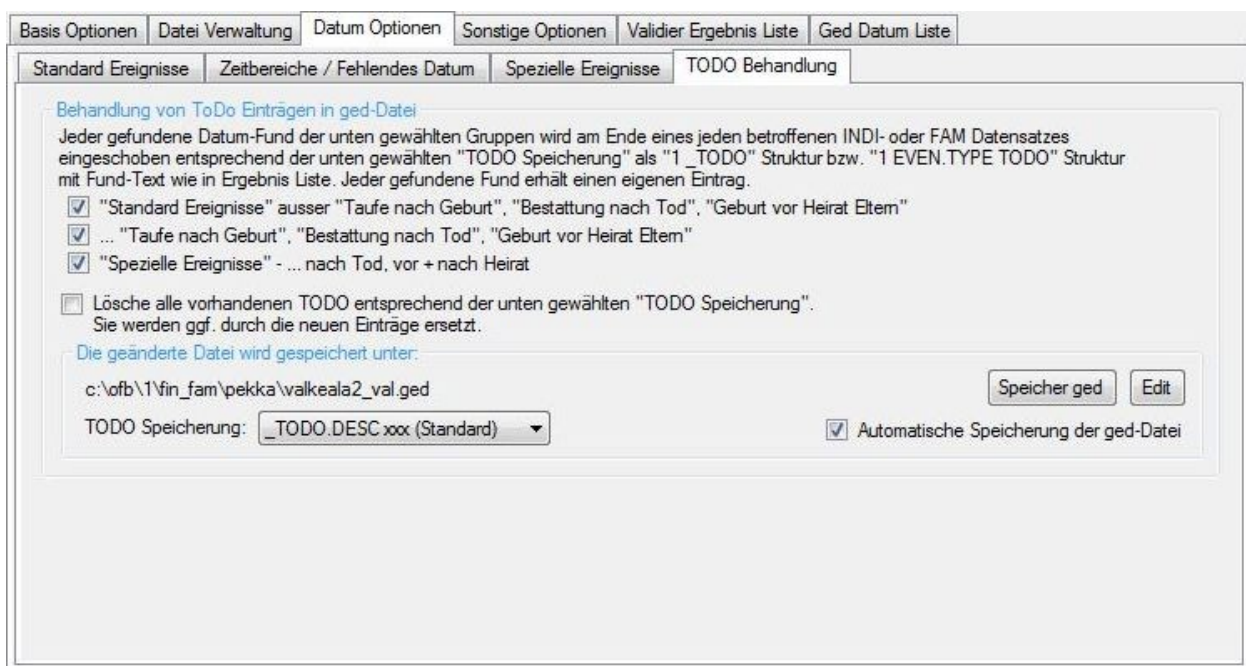 Basis Optionen Datei Verwaltung Datum Optionen Sonstige Optionen Validier Ergebnis Liste Ged Datum Liste
Standard Ereignisse Zeitbereiche / Fehlendes Datum Spezielle Ereignisse TODO Behandlung
Behandlung von ToDo Einträgen in ged-Datei
Jeder gefundene Datum-Fund der unten gewählten Gruppen wird am Ende eines jeden betroffenen INDI- oder FAM Datensatzes
eingeschoben entsprechend der unten gewählten "TODO Speicherung" als "1 _TODO" Struktur bzw. "1 EVEN.TYPE TODO" Struktur
mit Fund-Text wie in Ergebnis Liste. Jeder gefundene Fund erhält einen eigenen Eintrag.
"Standard Ereignisse" ausser "Taufe nach Geburt", "Bestattung nach Tod", "Geburt vor Heirat Eltern"
... "Taufe nach Geburt", "Bestattung nach Tod", "Geburt vor Heirat Eltern"
"Spezielle Ereignisse" - ... nach Tod, vor + nach Heirat
Lösche alle vorhandenen TODO entsprechend der unten gewählten "TODO Speicherung".
Sie werden ggf. durch die neuen Einträge ersetzt.
Die geänderte Datei wird gespeichert unter:
c:\ofb\1\fin_fam\pekka\valkeala2_val.ged Speicher ged Edit
TODO Speicherung: _TODO.DESC xxx (Standard) Automatische Speicherung der ged-Datei